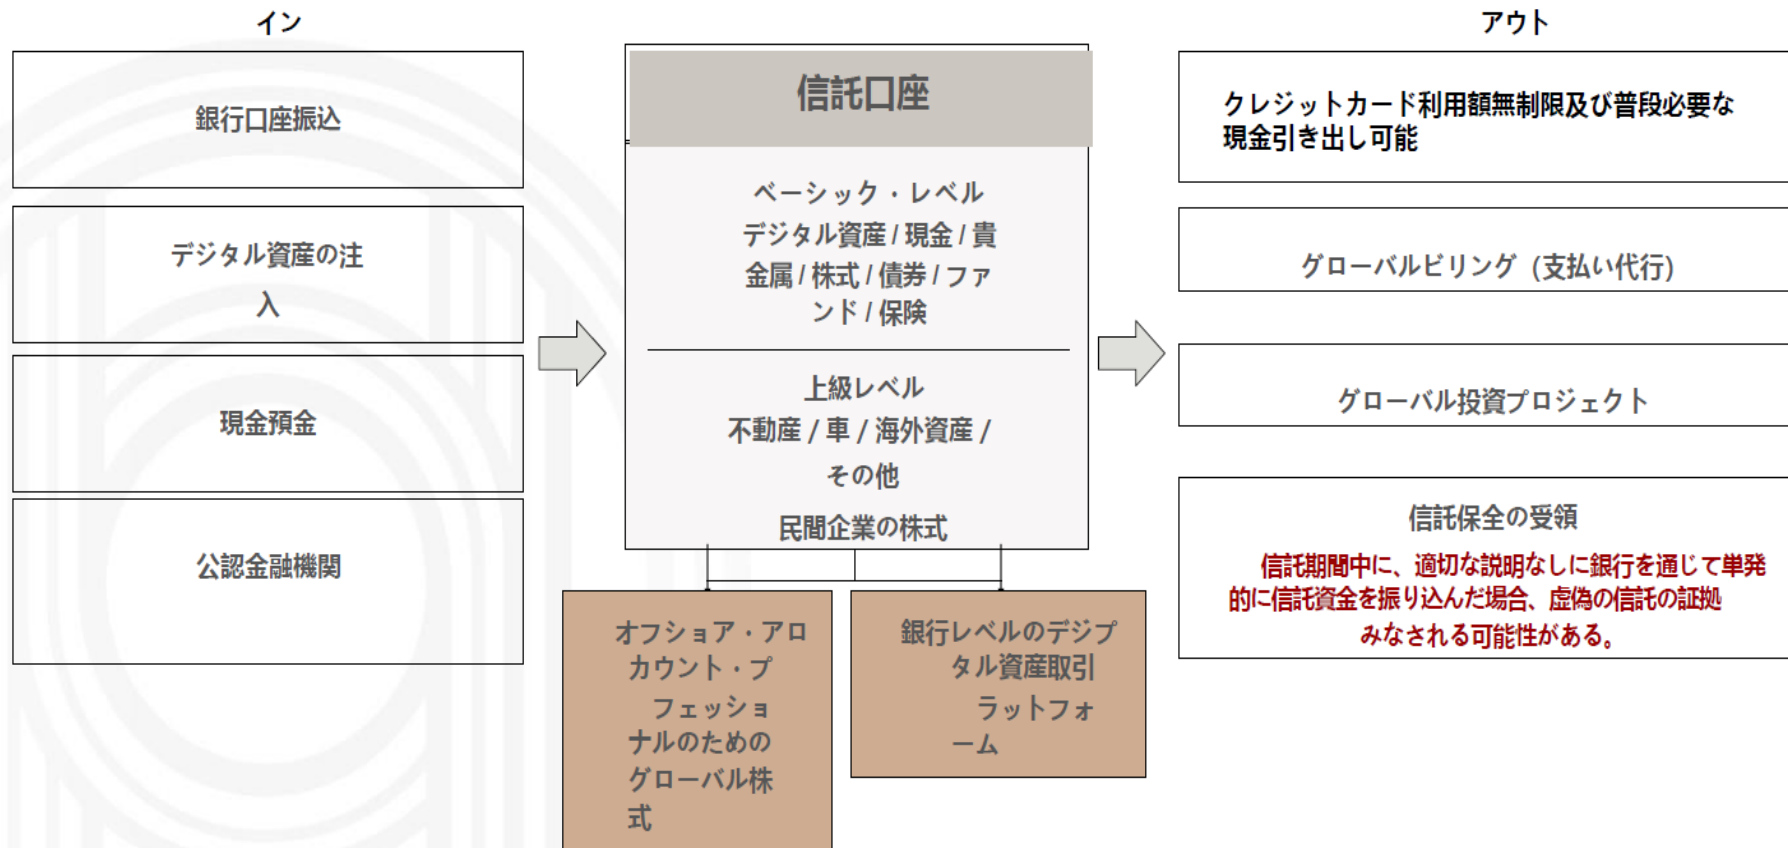 イン
銀行口座振込
デジタル資産の注
入
現金預金
公認金融機関
信託口座
ベーシック・レベル
デジタル資産 / 現金 / 貴
金属 / 株式 / 債券 / ファ
ンド / 保険
上級レベル
不動産 / 車 / 海外資産 /
その他
民間企業の株式
オフショア・アロ
カウント・プ
フェッショ
ナルのための
グローバル株
式
銀行レベルのデジプ
タル資産取引
ラットフォ
ーム
アウト
クレジットカード利用額無制限及び普段必要な
現金引き出し可能
グローバルビリング (支払い代行)
グローバル投資プロジェクト
信託保全の受領
信託期間中に、適切な説明なしに銀行を通じて単発
的に信託資金を振り込んだ場合、虚偽の信託の証拠
みなされる可能性がある。